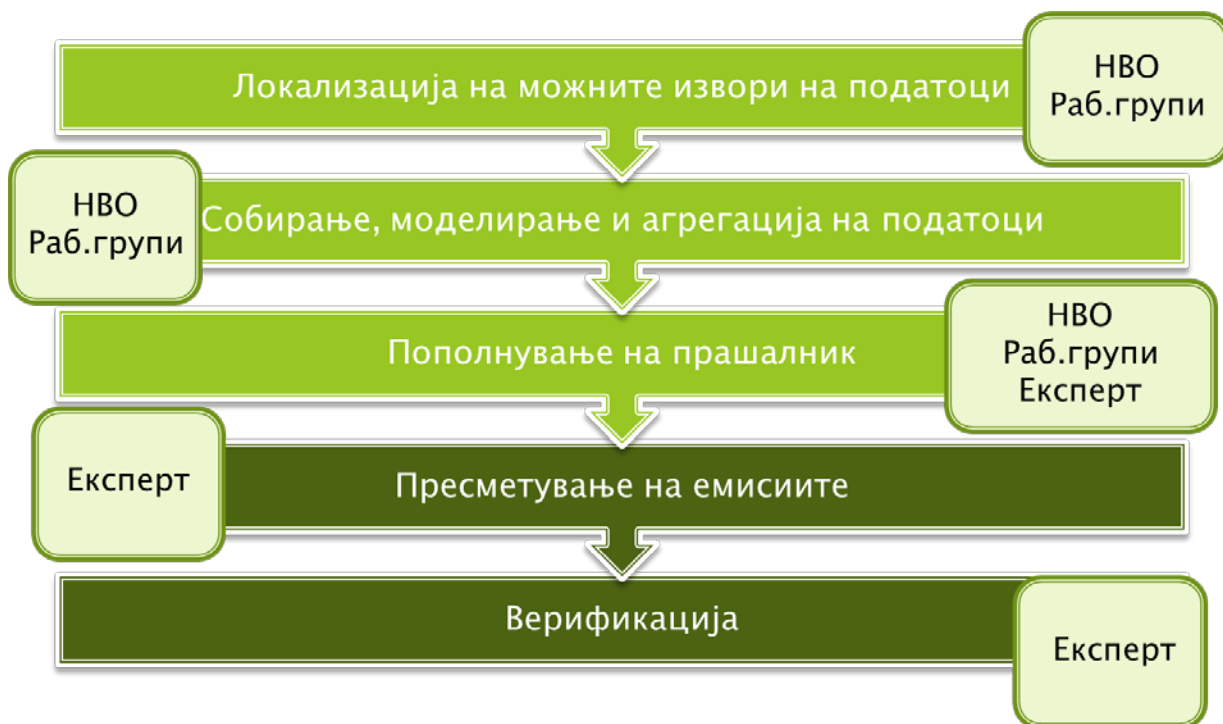 Локализација на можните извори на податоци
НВО
Раб.групи
НВО
Раб.групи
Собирање, моделирање и агрегација на податоци
Пополнување на прашалник
НВО
Раб.групи
Експерт
Експерт
Пресметување на емисиите
Верификација
Експерт